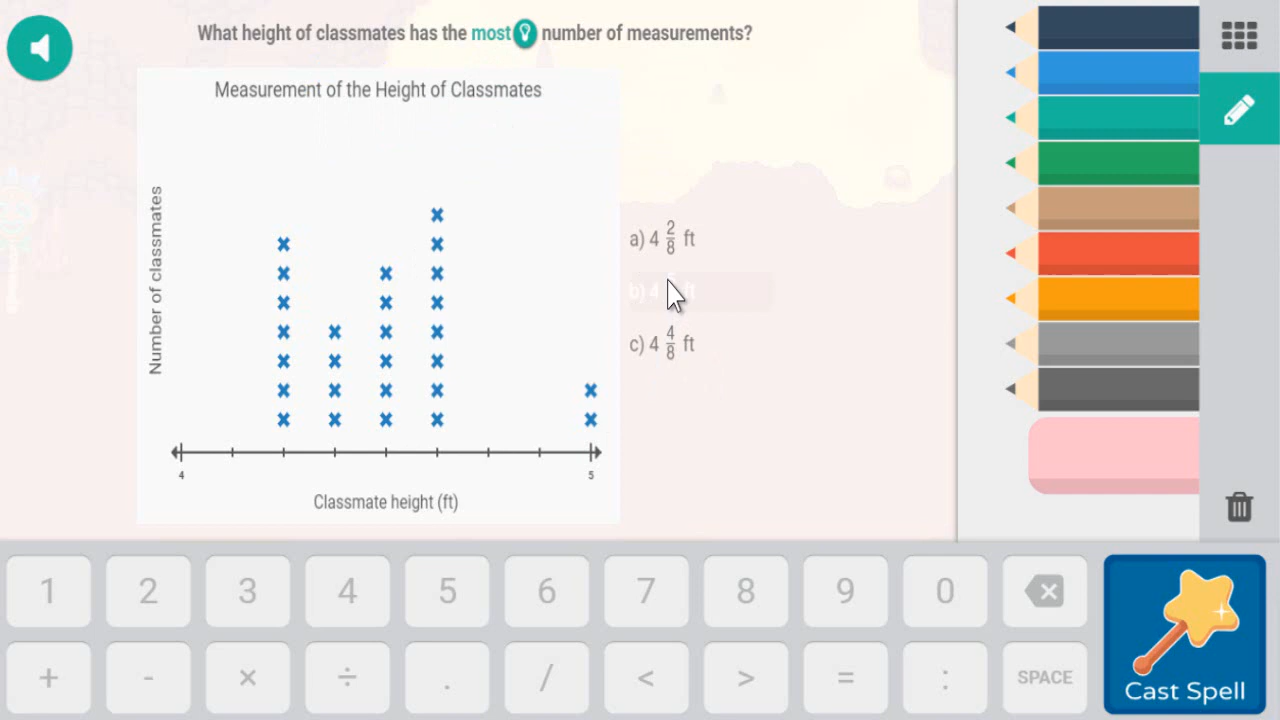 What height of classmates has the most number of measurements?
Measurement of the Height of Classmates
Number of classmates
a) 4 2/8 ft
b) 4 ft
c) 4 4/8 ft
4 5
Classmate height (ft)
1 2 3 4 5 6 7 8 9 0
+ - × ÷ . / < > = : SPACE
Cast Spell